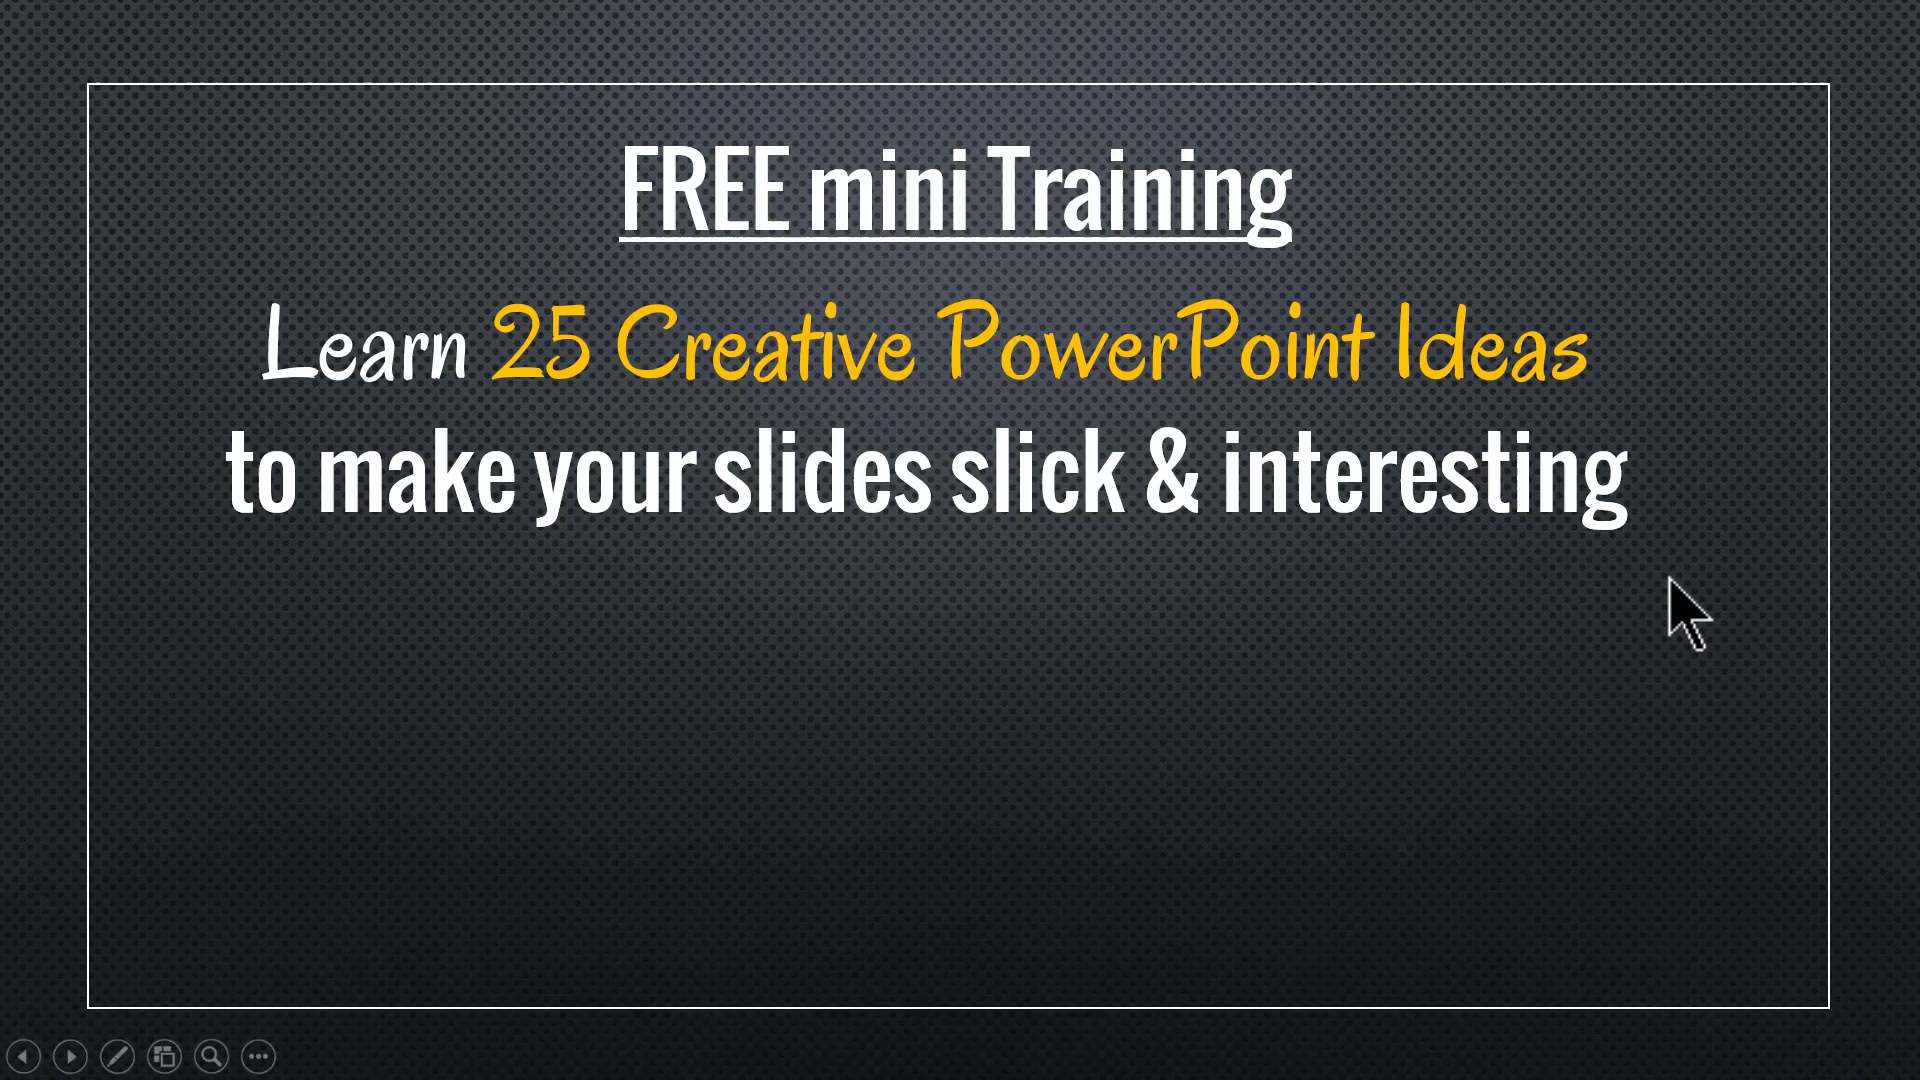 FREE mini Training
Learn 25 Creative PowerPoint Ideas
to make your slides slick & interesting